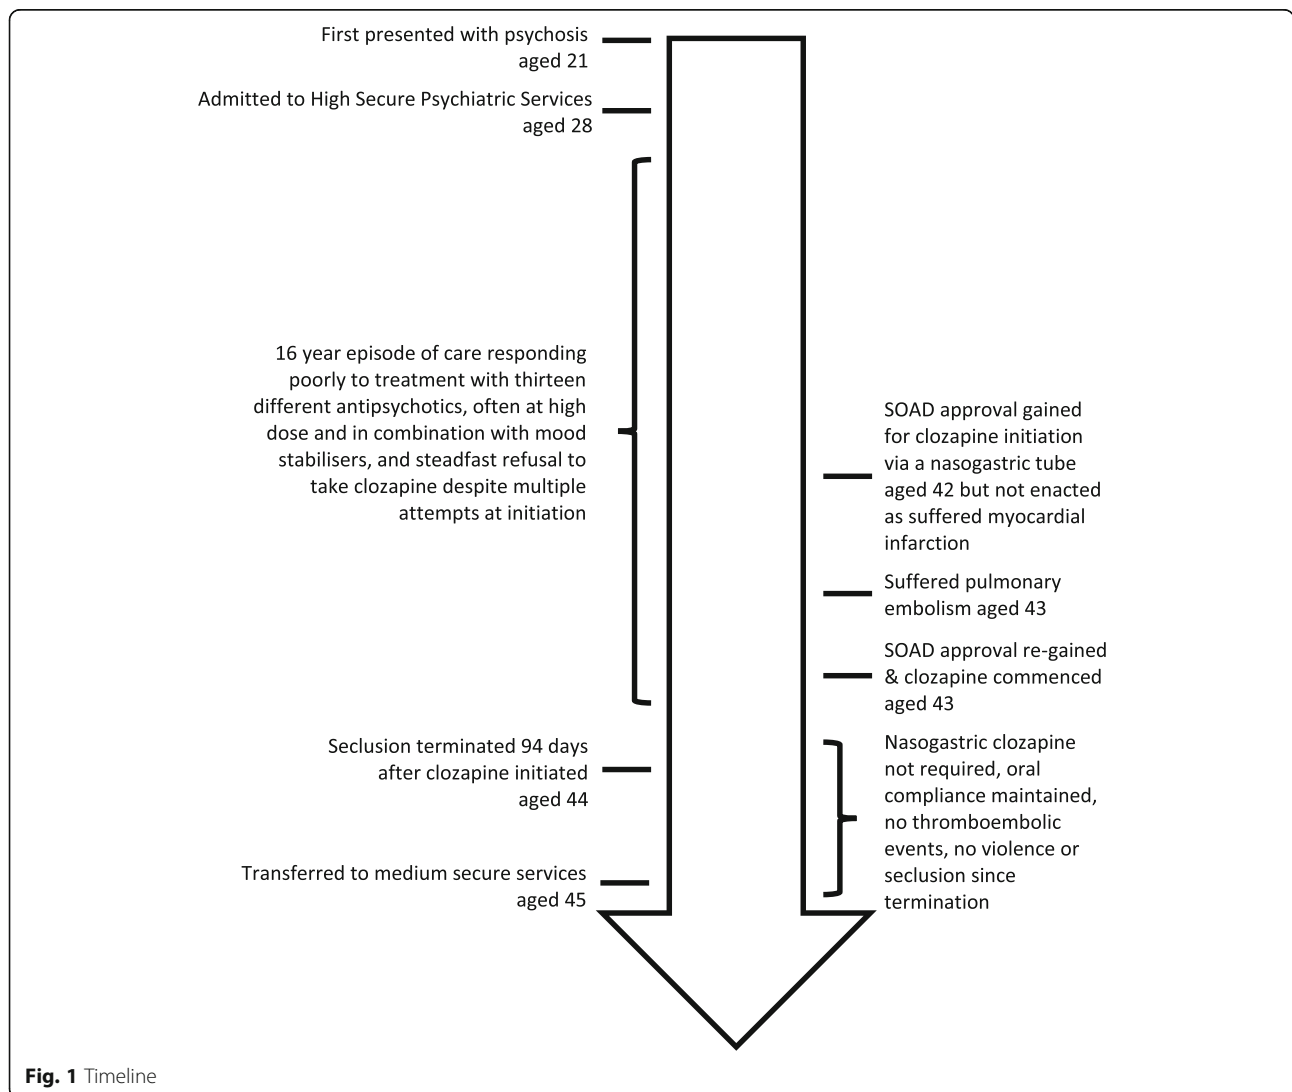 First presented with psychosis
aged 21
Admitted to High Secure Psychiatric Services
aged 28
16 year episode of care responding
poorly to treatment with thirteen
different antipsychotics, often at high
dose and in combination with mood
stabilisers, and steadfast refusal to
take clozapine despite multiple
attempts at initiation
SOAD approval gained
for clozapine initiation
via a nasogastric tube
aged 42 but not enacted
as suffered myocardial
infarction
Suffered pulmonary
embolism aged 43
SOAD approval re-gained
& clozapine commenced
aged 43
Seclusion terminated 94 days
after clozapine initiated
aged 44
Nasogastric clozapine
not required, oral
compliance maintained,
no thromboembolic
events, no violence or
seclusion since
termination
Transferred to medium secure services
aged 45
Fig. 1 Timeline